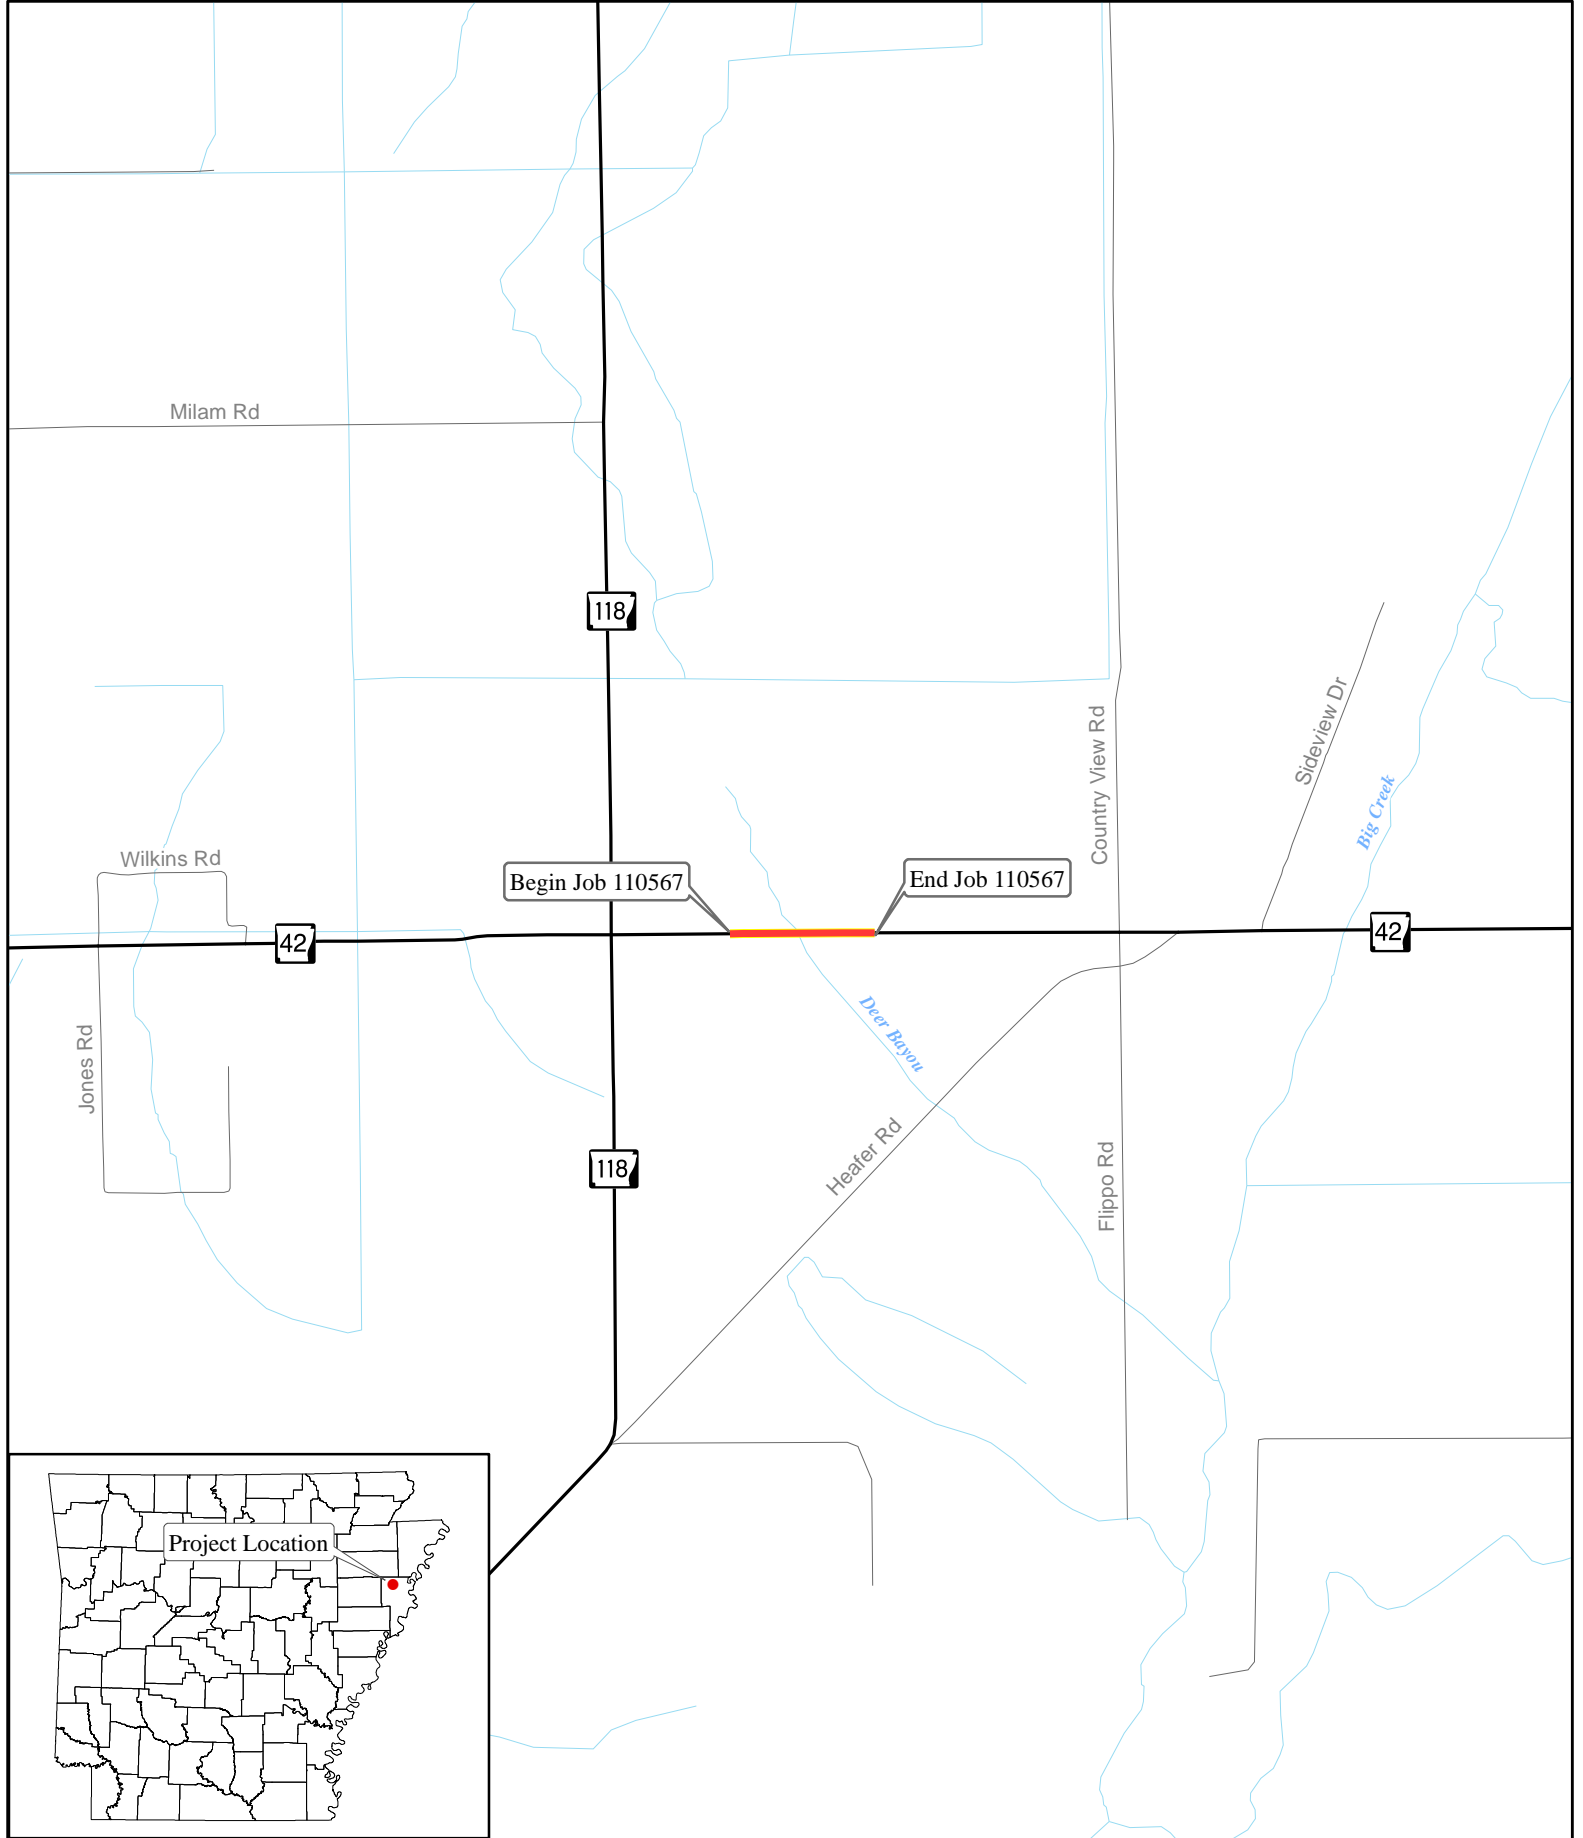 Milam Rd
118
Sideview Dr
Country View Rd
Big Creek
Wilkins Rd
Begin Job 110567
End Job 110567
42
42
Deer Bayou
Jones Rd
Heafer Rd
Flippo Rd
118
Project Location